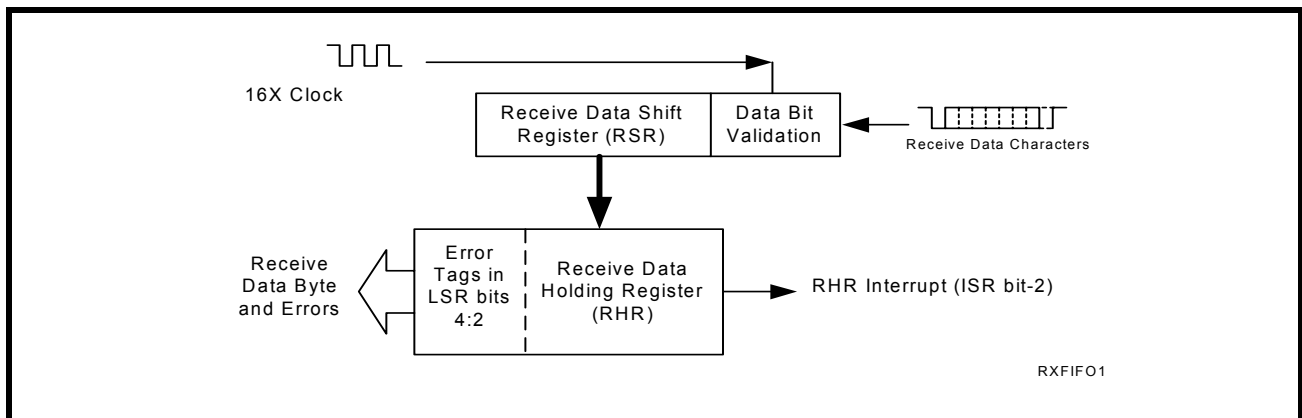 16X Clock
Receive Data Shift
Register (RSR)
Data Bit
Validation
Receive Data Characters
Receive
Data Byte
and Errors
Error
Tags in
LSR bits
4:2
Receive Data
Holding Register
(RHR)
RHR Interrupt (ISR bit-2)
RXFIFO1